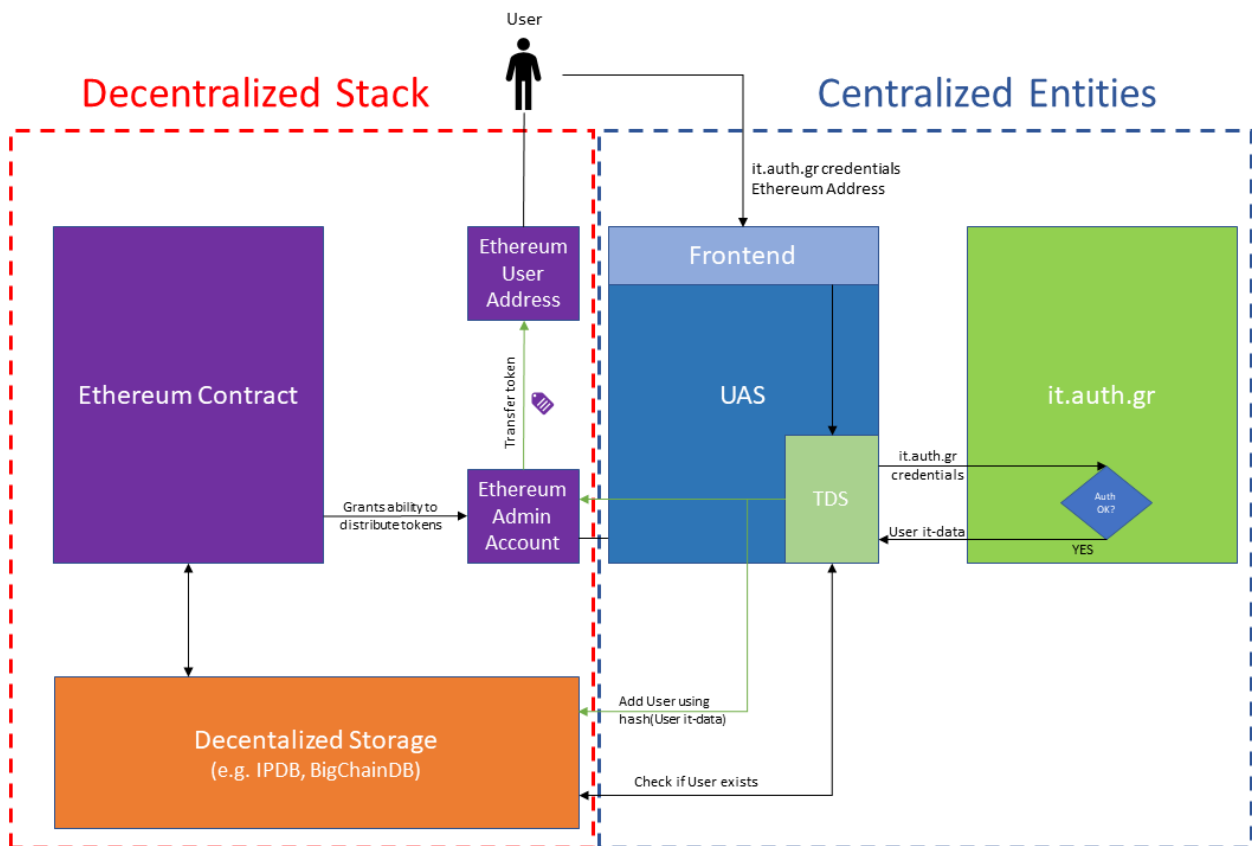 User
Decentralized Stack
Centralized Entities
it.auth.gr credentials
Ethereum Address
Ethereum
User
Address
Frontend
Ethereum Contract
Transfer token
UAS
it.auth.gr
Ethereum
Admin
Account
Grants ability to
distribute tokens
TDS
it.auth.gr
credentials
Auth
OK?
User it-data
YES
Add User using
hash(User it-data)
Decentalized Storage
(e.g. IPDB, BigChainDB)
Check if User exists